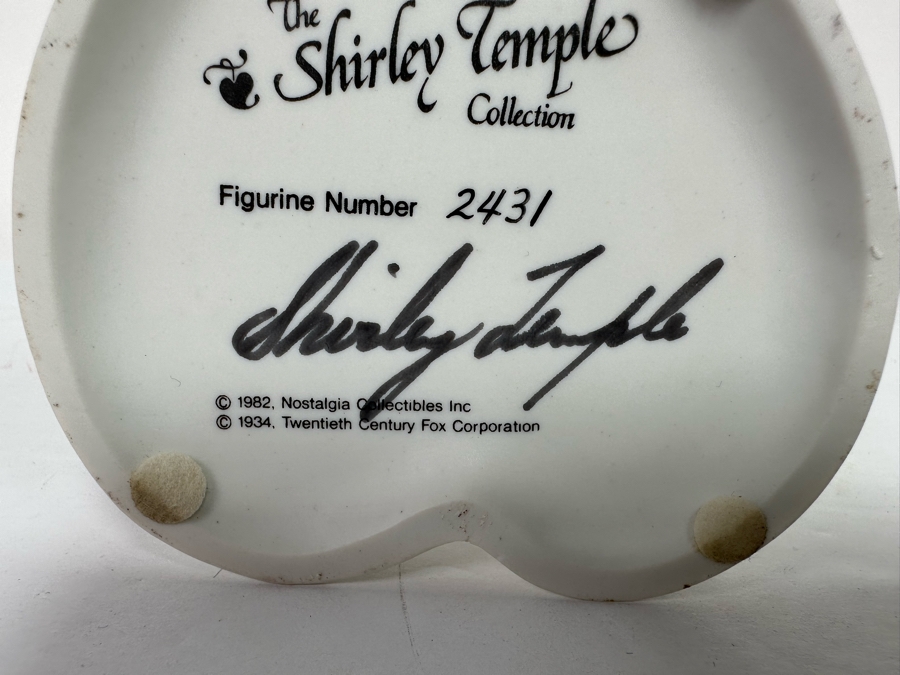 The
Shirley Temple
Collection
Figurine Number 2431
Shirley Temple
© 1982, Nostalgia Collectibles Inc
© 1934, Twentieth Century Fox Corporation